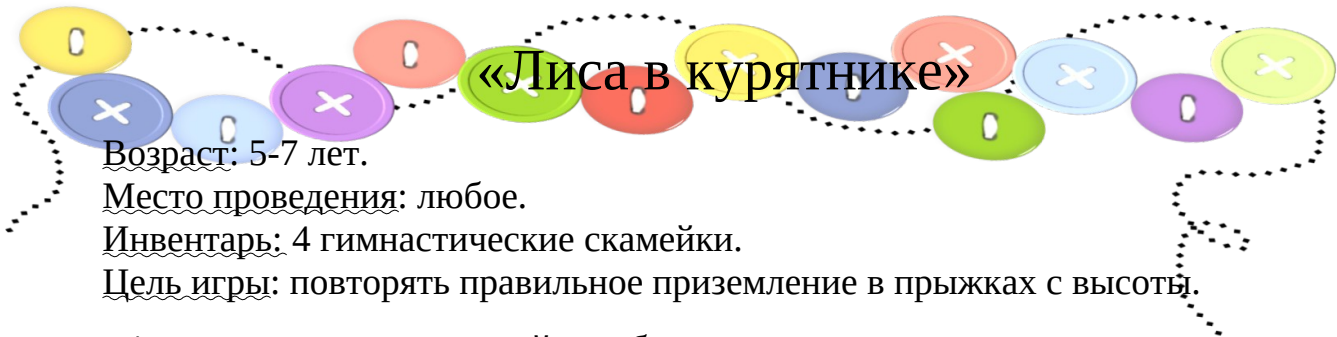 «Лиса в курятнике»
Возраст: 5-7 лет.
Место проведения: любое.
Инвентарь: 4 гимнастические скамейки.
Цель игры: повторять правильное приземление в прыжках с высоты.